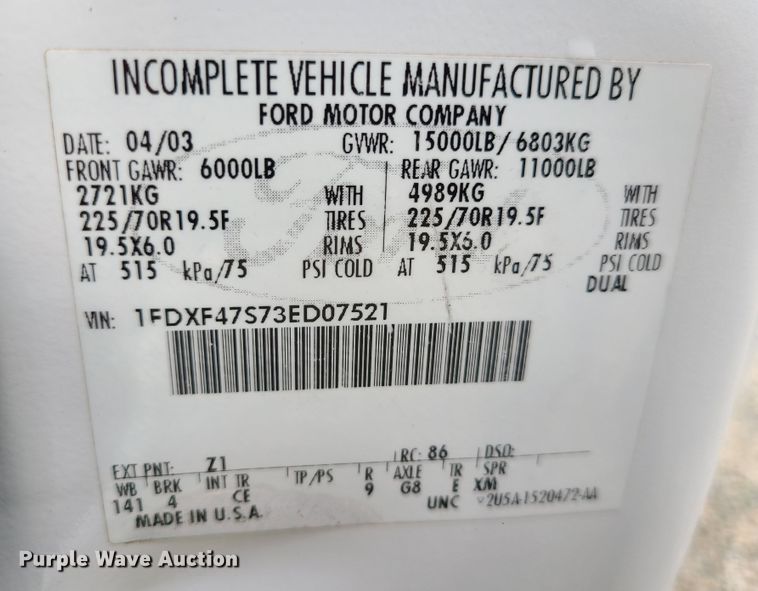 INCOMPLETE VEHICLE MANUFACTURED BY
FORD MOTOR COMPANY
DATE: 04/03 GVWR: 15000LB/ 6803KG
FRONT GAWR: 6000LB REAR GAWR: 11000LB
2721KG WITH 4989KG WITH
225/70R19.5F TIRES 225/70R19.5F TIRES
19.5X6.0 RIMS 19.5X6.0 RIMS
AT 515 kPa/75 PSI COLD AT 515 kPa/75 PSI COLD
DUAL
VIN: 1FDXF47S73ED07521
EXT PNT: Z1 RC: 86 DSO:
WB BRK INT TR TP/PS R AXLE TR SPR
141 4 CE 9 G8 E XM
MADE IN U.S.A. UNC 2U5A-1520472-AA
Ford
Purple Wave Auction